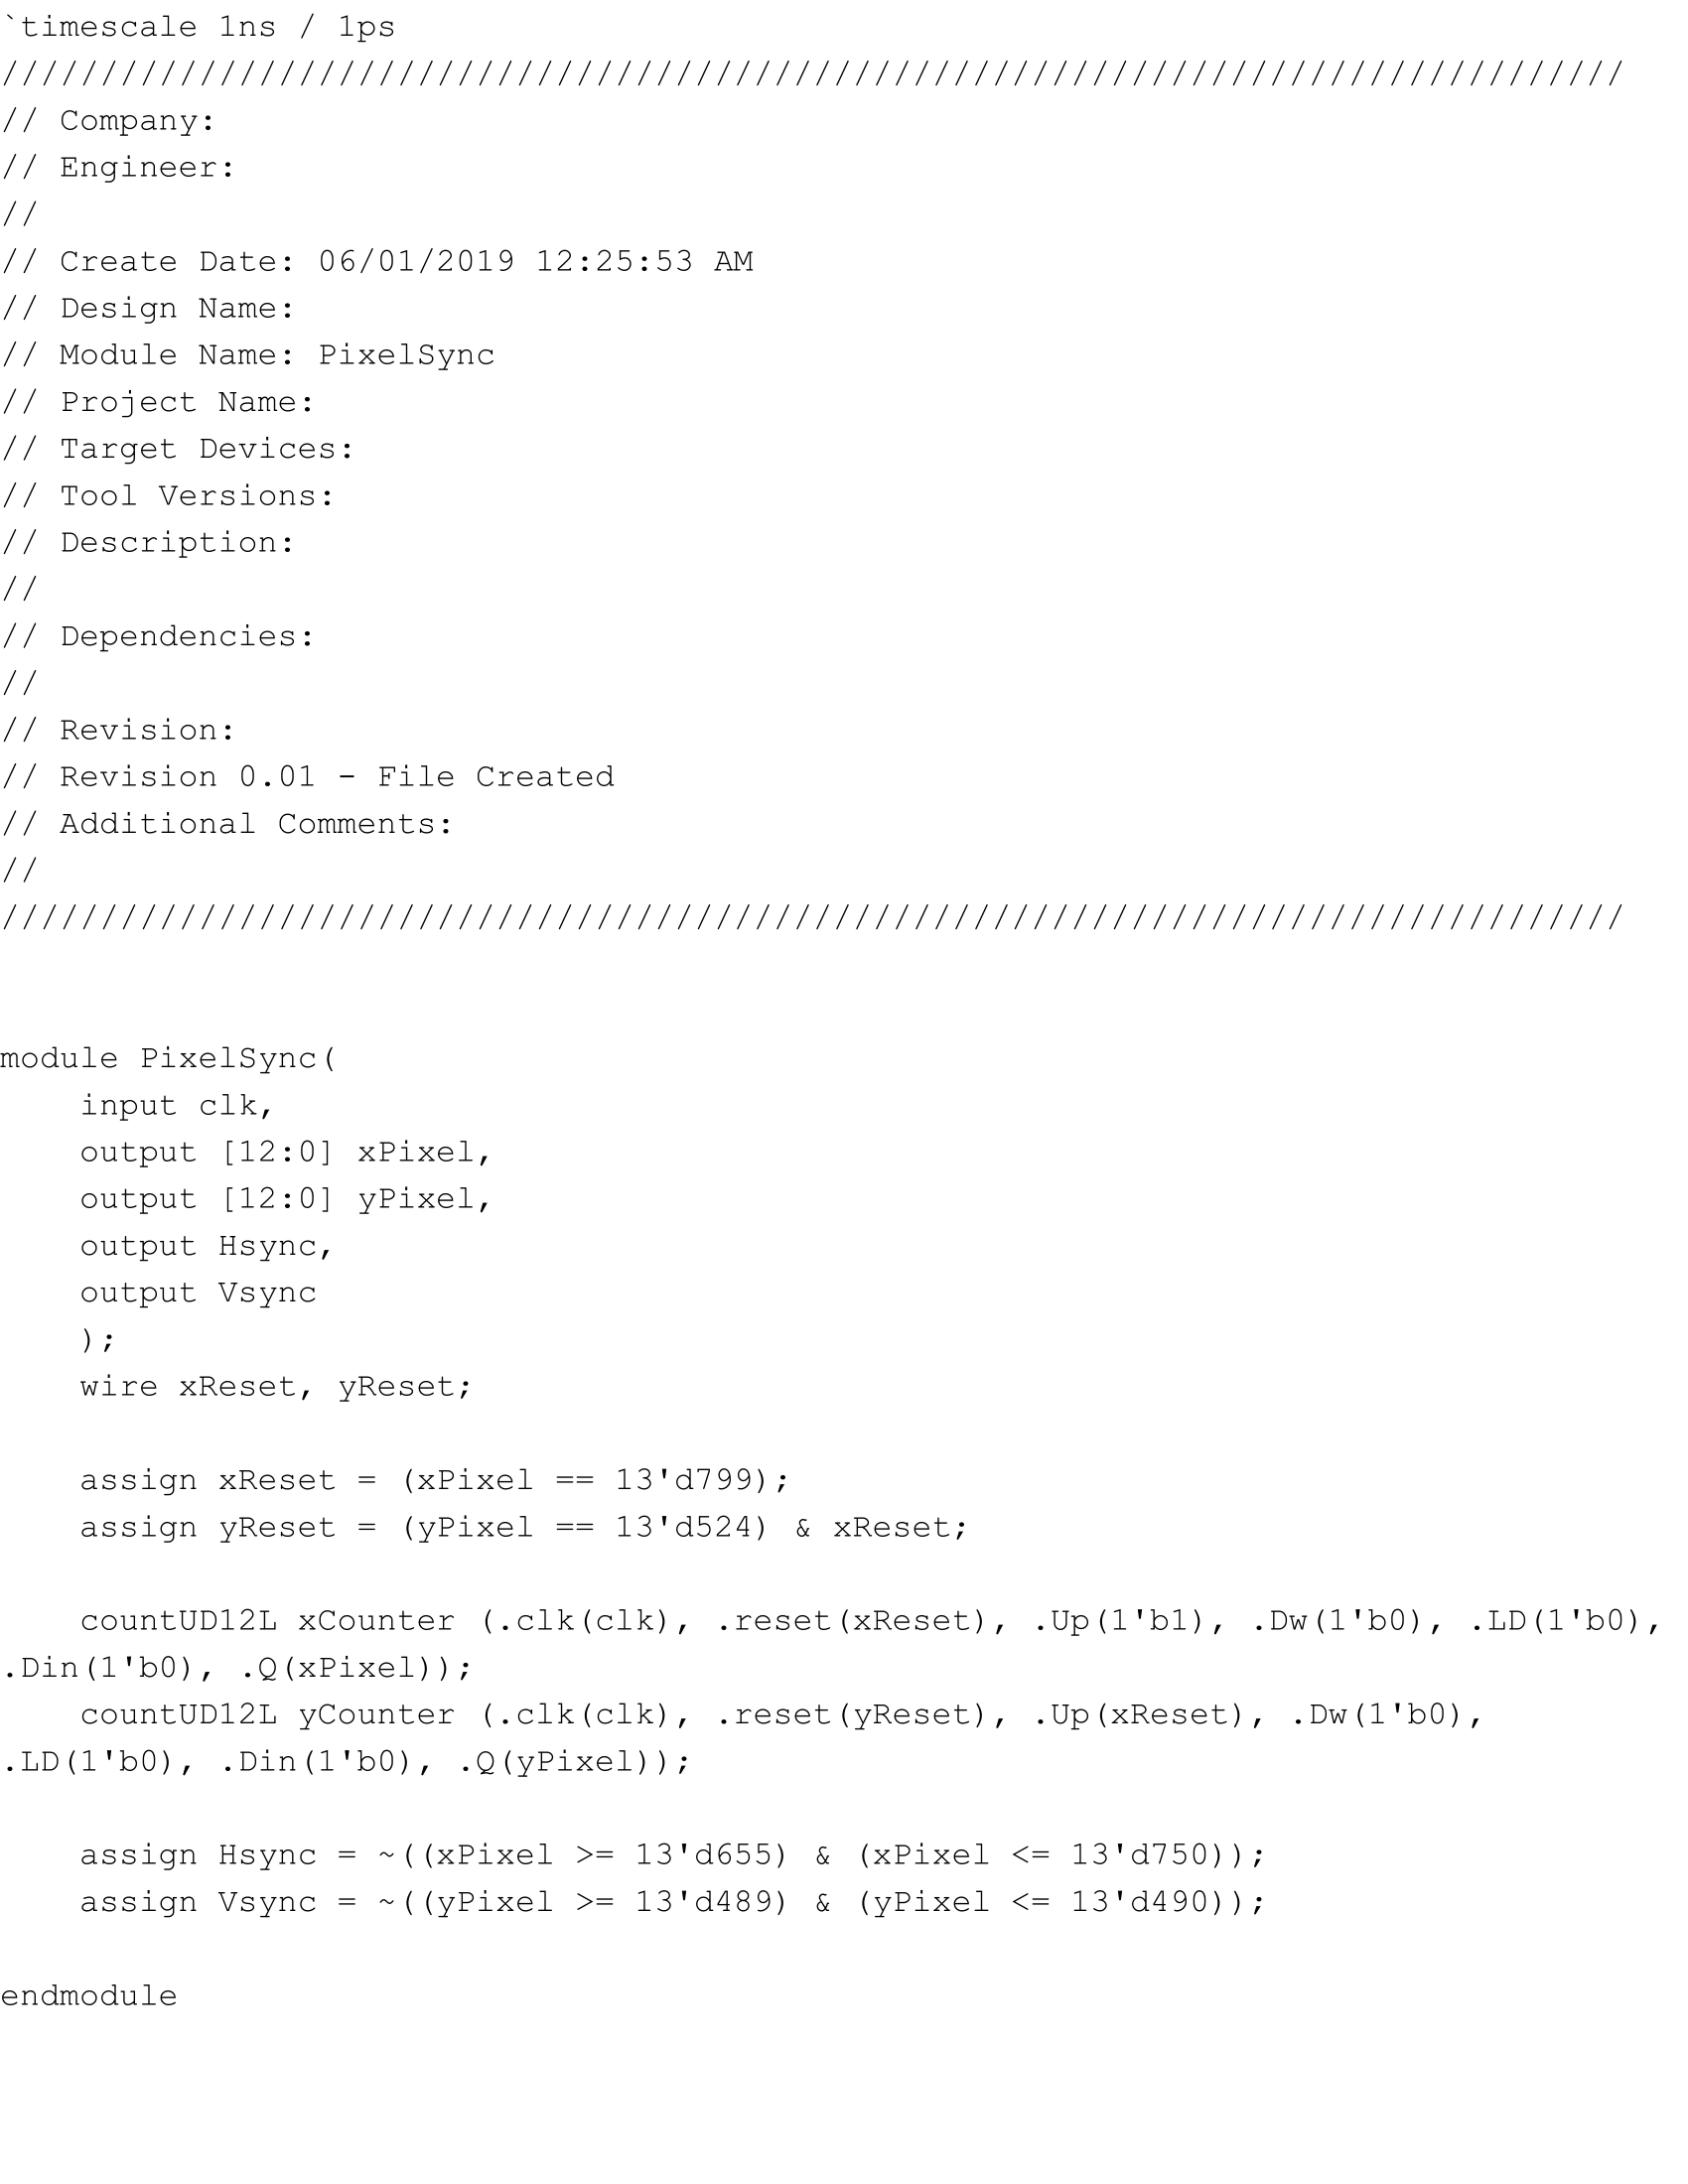 `timescale 1ns / 1ps
//////////////////////////////////////////////////////////////////////////////////
// Company:
// Engineer:
//
// Create Date: 06/01/2019 12:25:53 AM
// Design Name:
// Module Name: PixelSync
// Project Name:
// Target Devices:
// Tool Versions:
// Description:
//
// Dependencies:
//
// Revision:
// Revision 0.01 - File Created
// Additional Comments:
//
//////////////////////////////////////////////////////////////////////////////////
module PixelSync(
    input clk,
    output [12:0] xPixel,
    output [12:0] yPixel,
    output Hsync,
    output Vsync
    );
    wire xReset, yReset;
    assign xReset = (xPixel == 13'd799);
    assign yReset = (yPixel == 13'd524) & xReset;
    countUD12L xCounter (.clk(clk), .reset(xReset), .Up(1'b1), .Dw(1'b0), .LD(1'b0),
.Din(1'b0), .Q(xPixel));
    countUD12L yCounter (.clk(clk), .reset(yReset), .Up(xReset), .Dw(1'b0),
.LD(1'b0), .Din(1'b0), .Q(yPixel));
    assign Hsync = ~((xPixel >= 13'd655) & (xPixel <= 13'd750));
    assign Vsync = ~((yPixel >= 13'd489) & (yPixel <= 13'd490));
endmodule